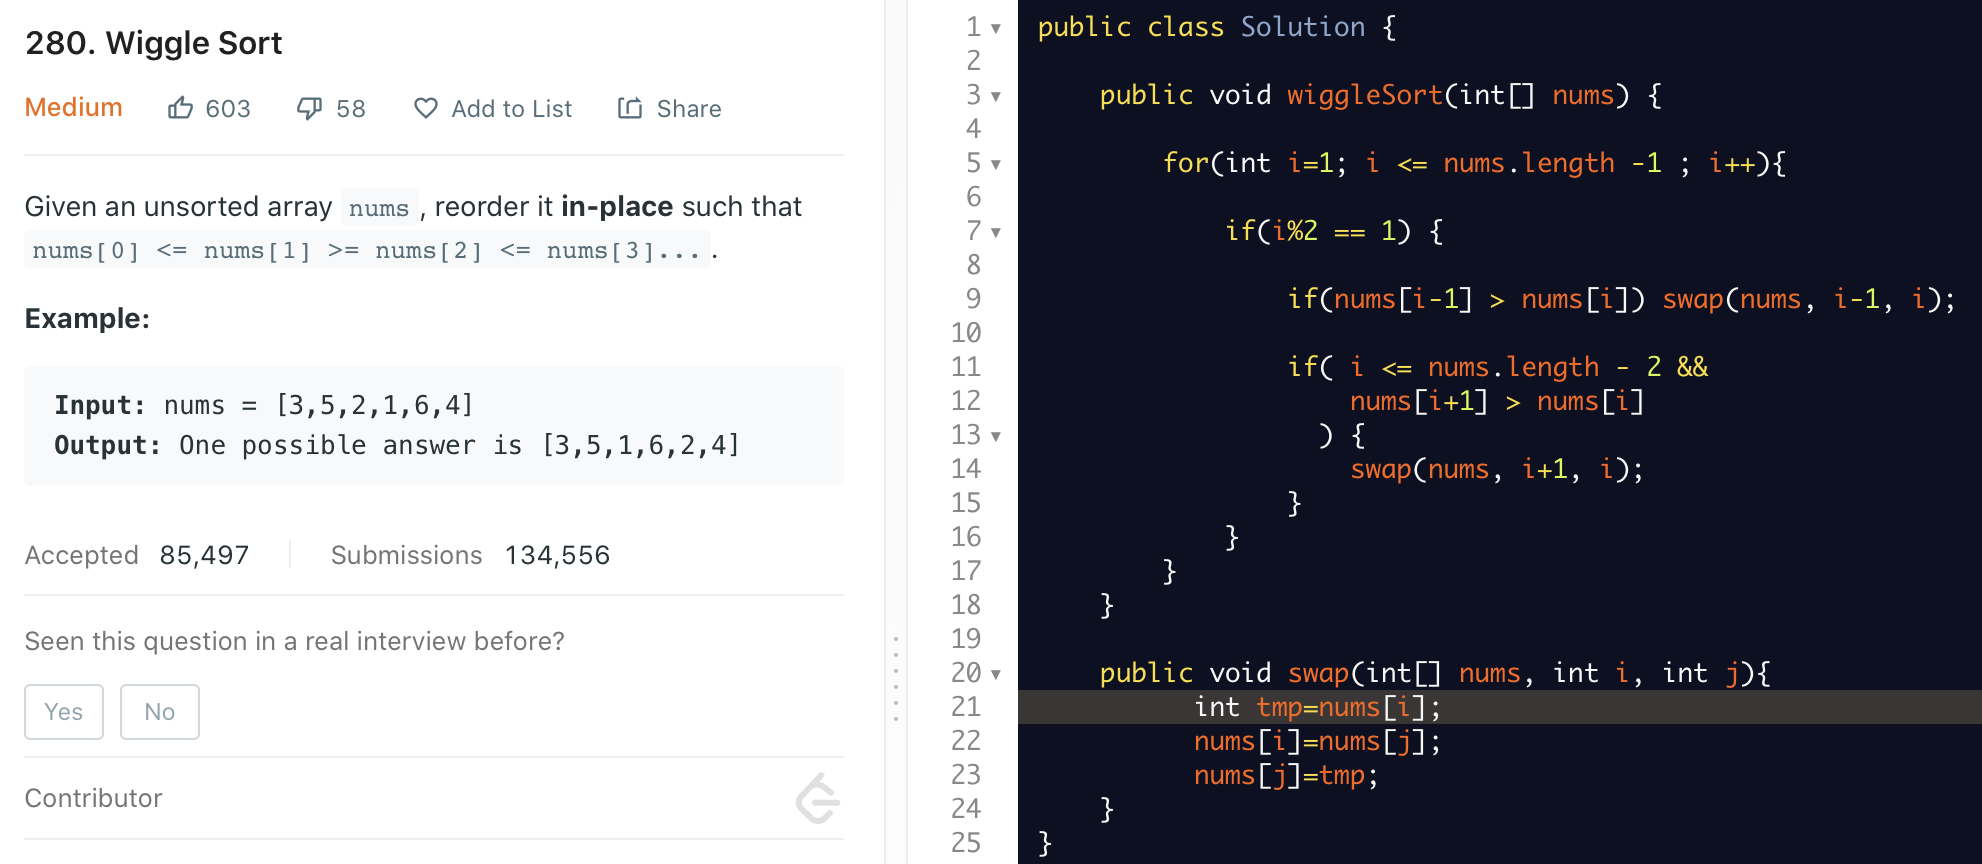 280. Wiggle Sort
Medium 603 58 Add to List Share
Given an unsorted array nums , reorder it in-place such that
nums[0] <= nums[1] >= nums[2] <= nums[3]... .
Example:
Input: nums = [3,5,2,1,6,4]
Output: One possible answer is [3,5,1,6,2,4]
Accepted 85,497 Submissions 134,556
Seen this question in a real interview before?
Yes No
Contributor
1 public class Solution {
2
3 public void wiggleSort(int[] nums) {
4
5 for(int i=1; i <= nums.length -1 ; i++){
6
7 if(i%2 == 1) {
8
9 if(nums[i-1] > nums[i]) swap(nums, i-1, i);
10
11 if( i <= nums.length - 2 &&
12 nums[i+1] > nums[i]
13 ) {
14 swap(nums, i+1, i);
15 }
16 }
17 }
18 }
19
20 public void swap(int[] nums, int i, int j){
21 int tmp=nums[i];
22 nums[i]=nums[j];
23 nums[j]=tmp;
24 }
25 }